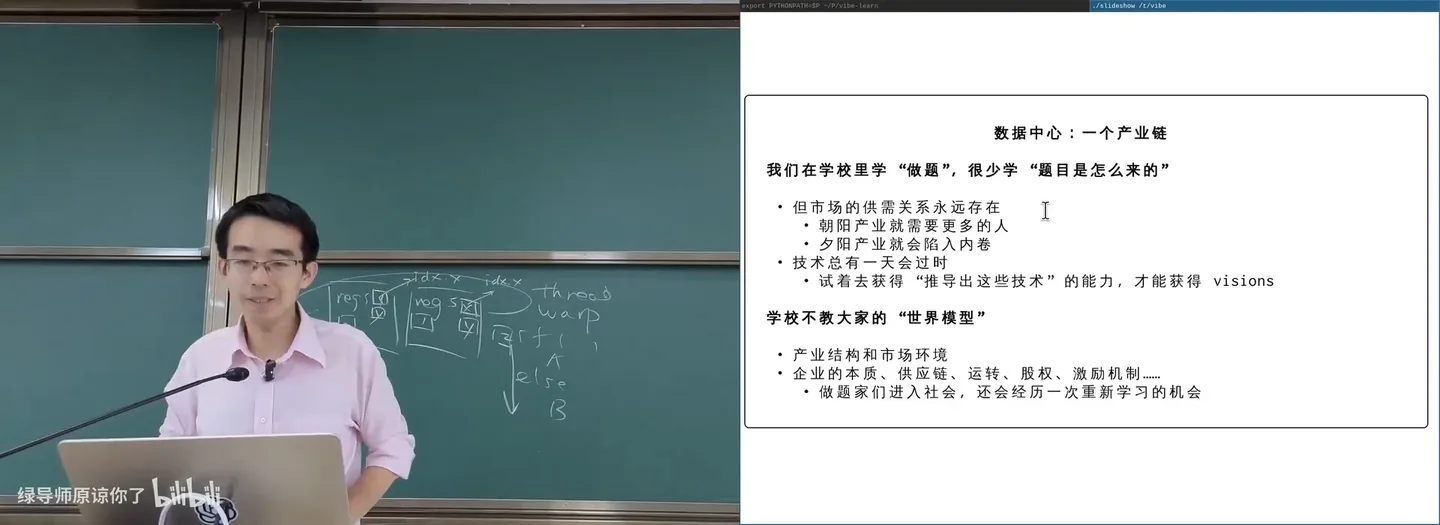 export PYTHONPATH=$P ~/P/vibe-learn
./slideshow /t/vibe
数据中心：一个产业链
我们在学校里学 “做题”，很少学 “题目是怎么来的”
• 但市场的供需关系永远存在
• 朝阳产业就需要更多的人
• 夕阳产业就会陷入内卷
• 技术总有一天会过时
• 试着去获得 “推导出这些技术” 的能力，才能获得 visions
学校不教大家的 “世界模型”
• 产业结构和市场环境
• 企业的本质、供应链、运转、股权、激励机制……
• 做题家们进入社会，还会经历一次重新学习的机会
idx.x
idx.x
regs
x
y
regs
x
y
thread
warp
if
A
else
B
绿导师原谅你了 bilibili